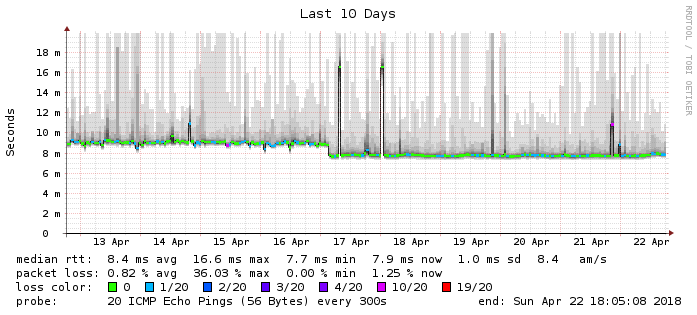 Last 10 Days
RRDTOOL / TOBI OETIKER
Seconds
18 m
16 m
14 m
12 m
10 m
8 m
6 m
4 m
2 m
0
13 Apr 14 Apr 15 Apr 16 Apr 17 Apr 18 Apr 19 Apr 20 Apr 21 Apr 22 Apr
median rtt: 8.4 ms avg 16.6 ms max 7.7 ms min 7.9 ms now 1.0 ms sd 8.4 am/s
packet loss: 0.82 % avg 36.03 % max 0.00 % min 1.25 % now
loss color: 0 1/20 2/20 3/20 4/20 10/20 19/20
probe: 20 ICMP Echo Pings (56 Bytes) every 300s end: Sun Apr 22 18:05:08 2018